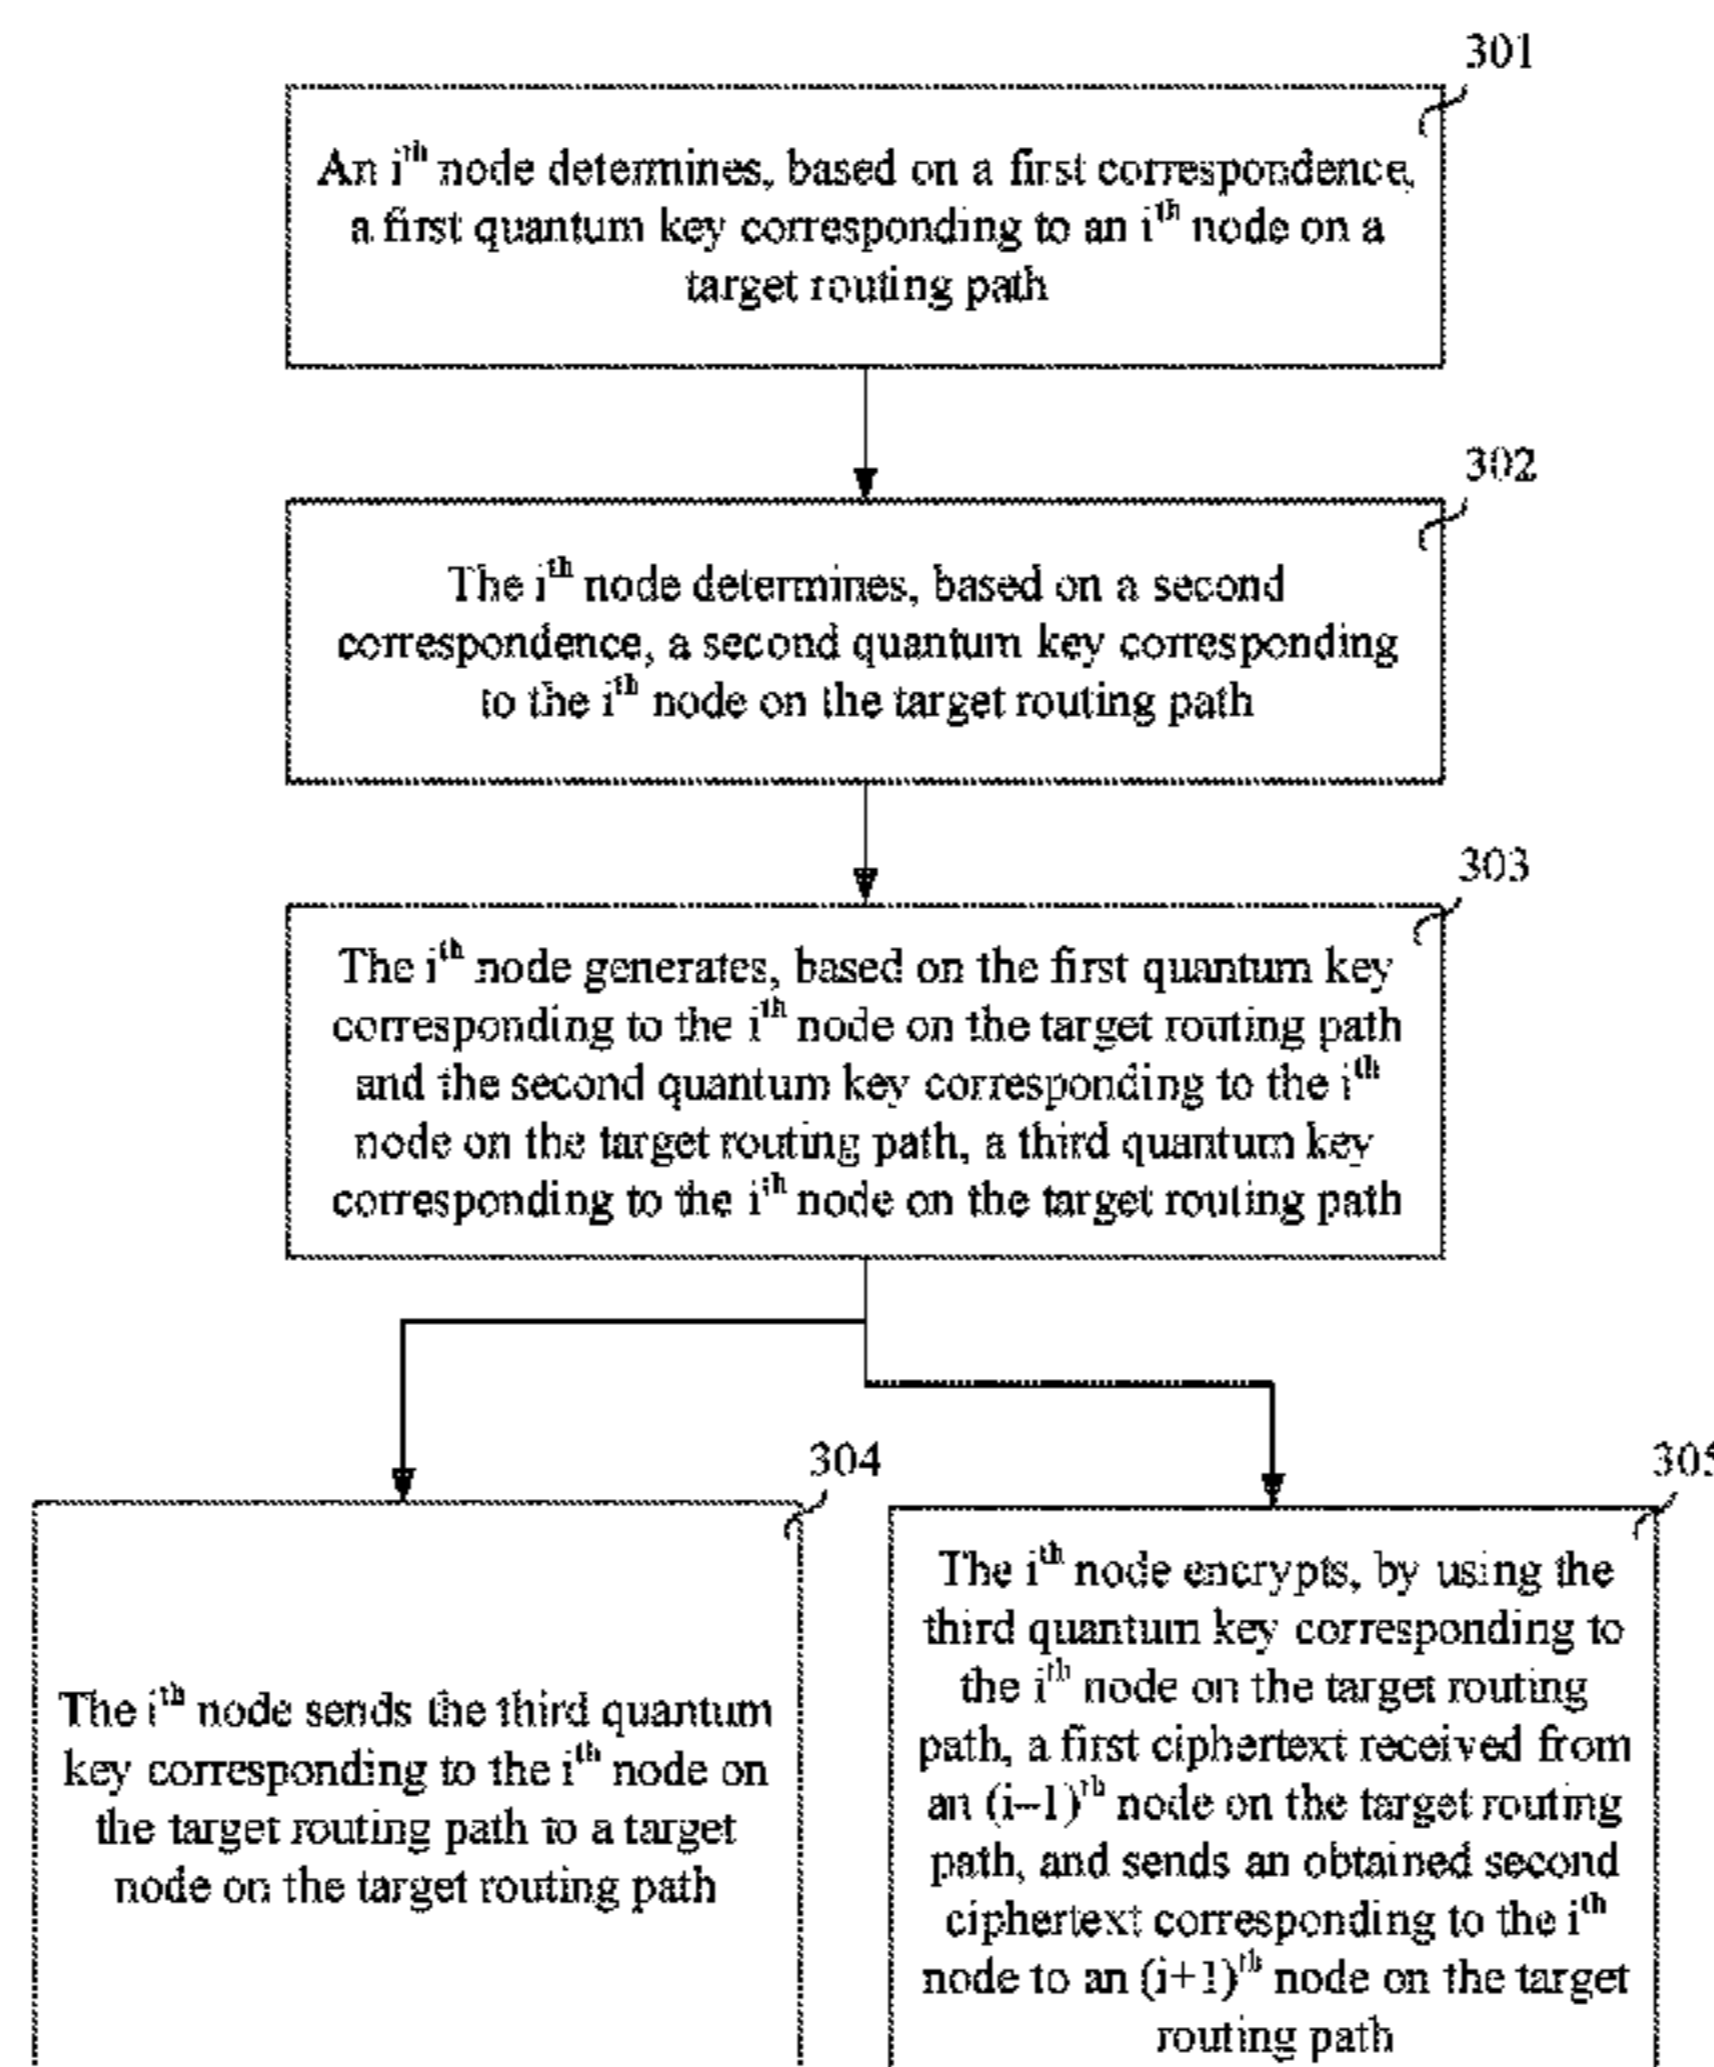 301
An ith node determines, based on a first correspondence,
a first quantum key corresponding to an ith node on a
target routing path
302
The ith node determines, based on a second
correspondence, a second quantum key corresponding
to the ith node on the target routing path
303
The ith node generates, based on the first quantum key
corresponding to the ith node on the target routing path
and the second quantum key corresponding to the ith
node on the target routing path, a third quantum key
corresponding to the ith node on the target routing path
304
The ith node sends the third quantum
key corresponding to the ith node on
the target routing path to a target
node on the target routing path
305
The ith node encrypts, by using the
third quantum key corresponding to
the ith node on the target routing
path, a first ciphertext received from
an (i–1)th node on the target routing
path, and sends an obtained second
ciphertext corresponding to the ith
node to an (i+1)th node on the target
routing path